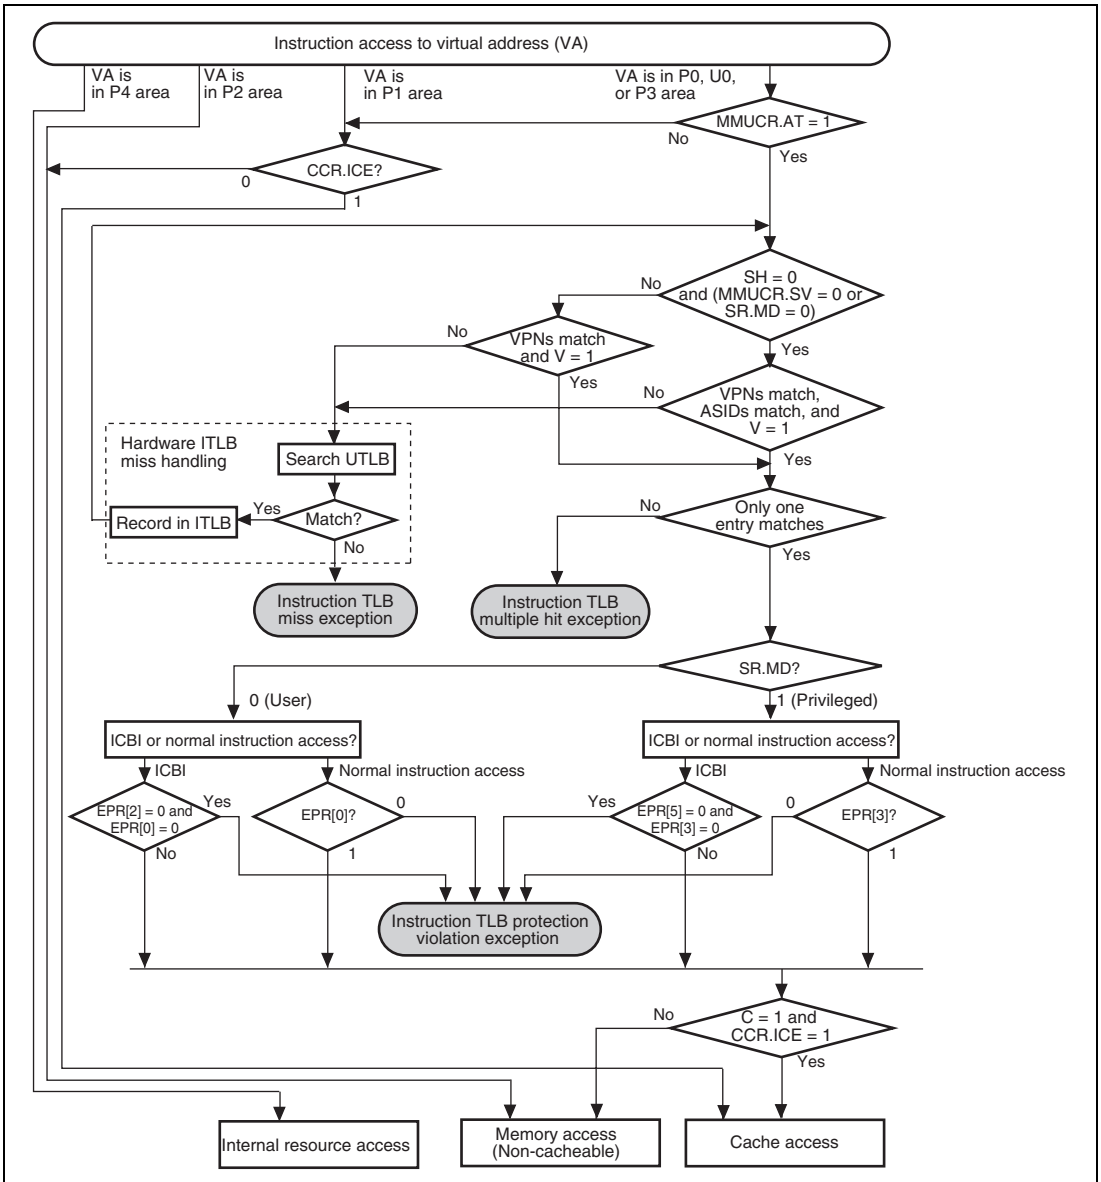 Instruction access to virtual address (VA)
VA is
in P4 area
VA is
in P2 area
VA is
in P1 area
VA is in P0, U0,
or P3 area
MMUCR.AT = 1
No
Yes
CCR.ICE?
0
1
SH = 0
and (MMUCR.SV = 0 or
SR.MD = 0)
No
Yes
VPNs match
and V = 1
No
Yes
VPNs match,
ASIDs match, and
V = 1
No
Yes
Hardware ITLB
miss handling
Search UTLB
Match?
Yes
No
Record in ITLB
Only one
entry matches
No
Yes
Instruction TLB
miss exception
Instruction TLB
multiple hit exception
SR.MD?
0 (User)
1 (Privileged)
ICBI or normal instruction access?
ICBI or normal instruction access?
ICBI
Normal instruction access
ICBI
Normal instruction access
EPR[2] = 0 and
EPR[0] = 0
Yes
No
EPR[0]?
0
1
EPR[5] = 0 and
EPR[3] = 0
Yes
No
EPR[3]?
0
1
Instruction TLB protection
violation exception
C = 1 and
CCR.ICE = 1
No
Yes
Internal resource access
Memory access
(Non-cacheable)
Cache access